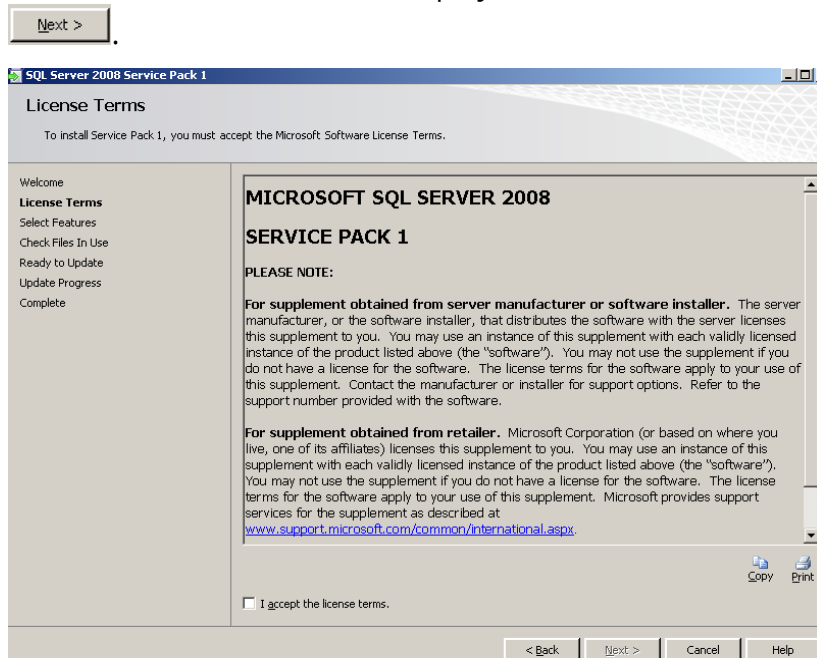 Next >
.
SQL Server 2008 Service Pack 1
License Terms
To install Service Pack 1, you must accept the Microsoft Software License Terms.
Welcome
License Terms
Select Features
Check Files In Use
Ready to Update
Update Progress
Complete
MICROSOFT SQL SERVER 2008
SERVICE PACK 1
PLEASE NOTE:
For supplement obtained from server manufacturer or software installer. The server
manufacturer, or the software installer, that distributes the software with the server licenses
this supplement to you. You may use an instance of this supplement with each validly licensed
instance of the product listed above (the “software”). You may not use the supplement if you
do not have a license for the software. The license terms for the software apply to your use of
this supplement. Contact the manufacturer or installer for support options. Refer to the
support number provided with the software.
For supplement obtained from retailer. Microsoft Corporation (or based on where you
live, one of its affiliates) licenses this supplement to you. You may use an instance of this
supplement with each validly licensed instance of the product listed above (the “software”).
You may not use the supplement if you do not have a license for the software. The license
terms for the software apply to your use of this supplement. Microsoft provides support
services for the supplement as described at
www.support.microsoft.com/common/international.aspx.
Copy Print
I accept the license terms.
< Back Next > Cancel Help